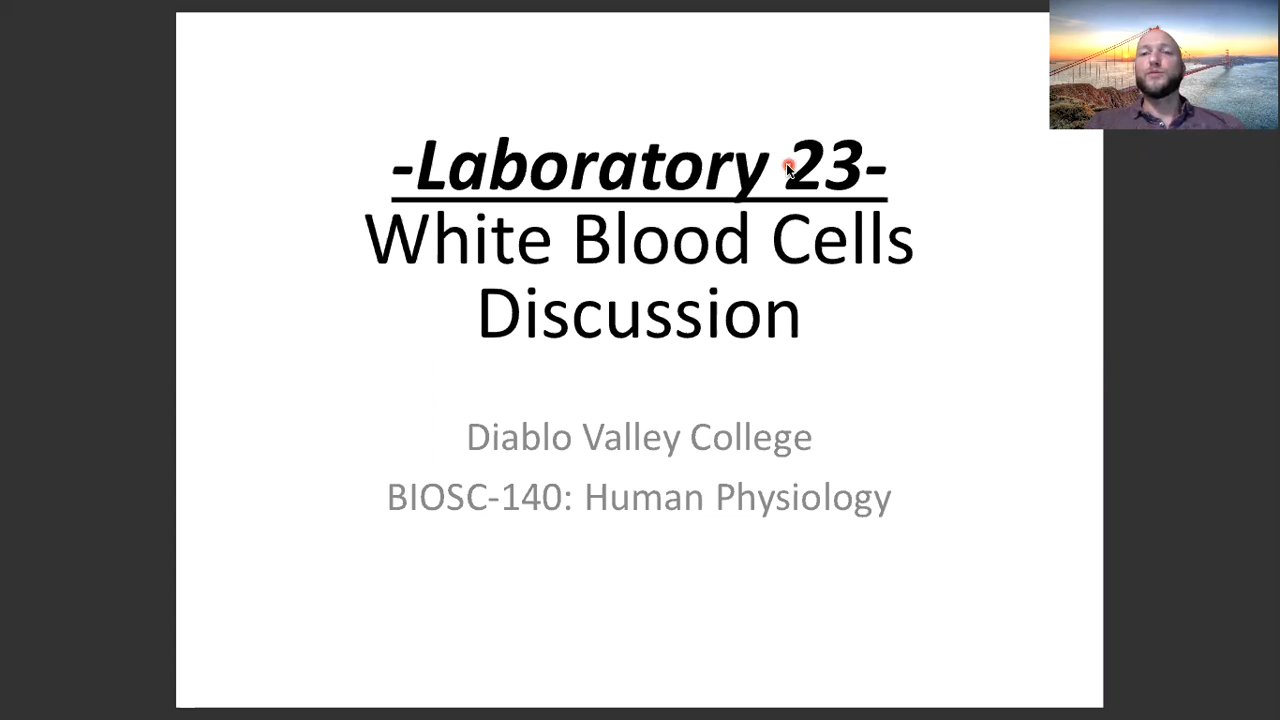 -Laboratory 23-
White Blood Cells
Discussion
Diablo Valley College
BIOSC-140: Human Physiology